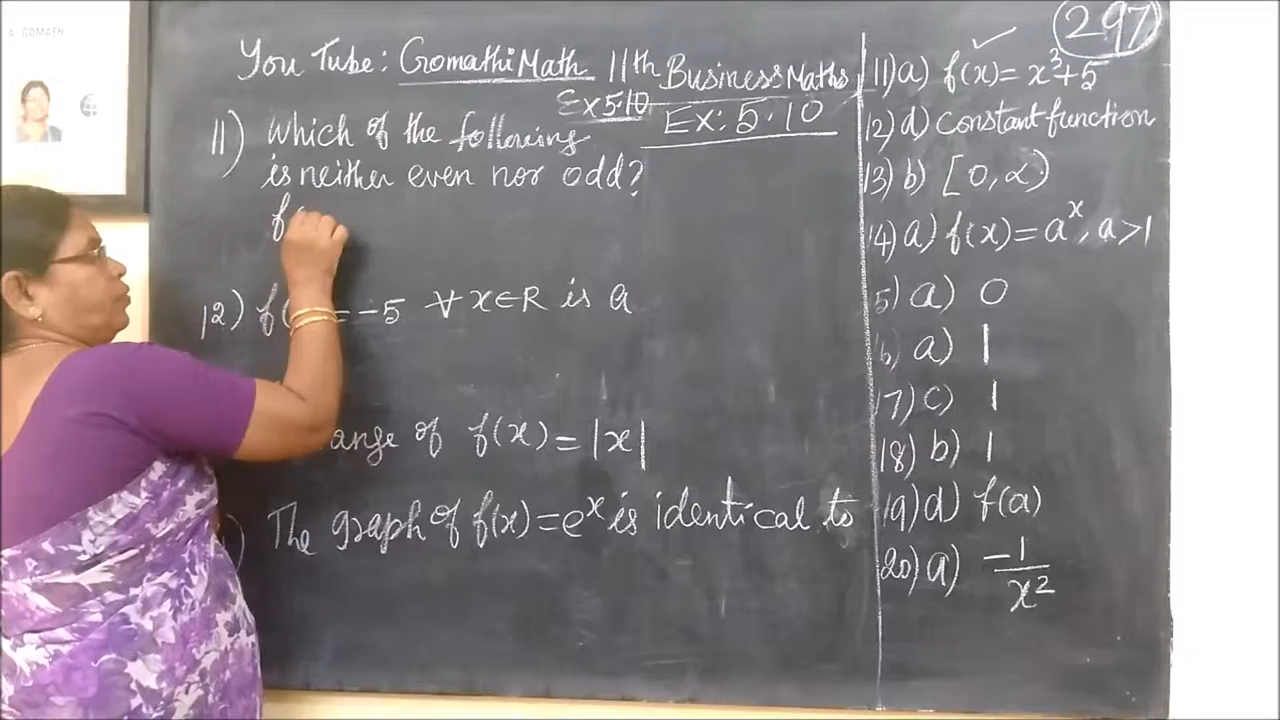 GOMATH
You Tube: GomathiMath 11th Business Maths
Ex 5.10
Ex: 5.10
11) Which of the following
is neither even nor odd?
f(
12) f( = -5 ∀ x∈R is a
ange of f(x) = |x|
) The graph of f(x) = e^x is identical to
297
11) a) f(x) = x^3+5
12) d) constant function
13) b) [0, ∝)
14) a) f(x) = a^x, a>1
5) a) 0
6) a) 1
17) c) 1
18) b) 1
19) d) f(a)
20) a) -1/x^2